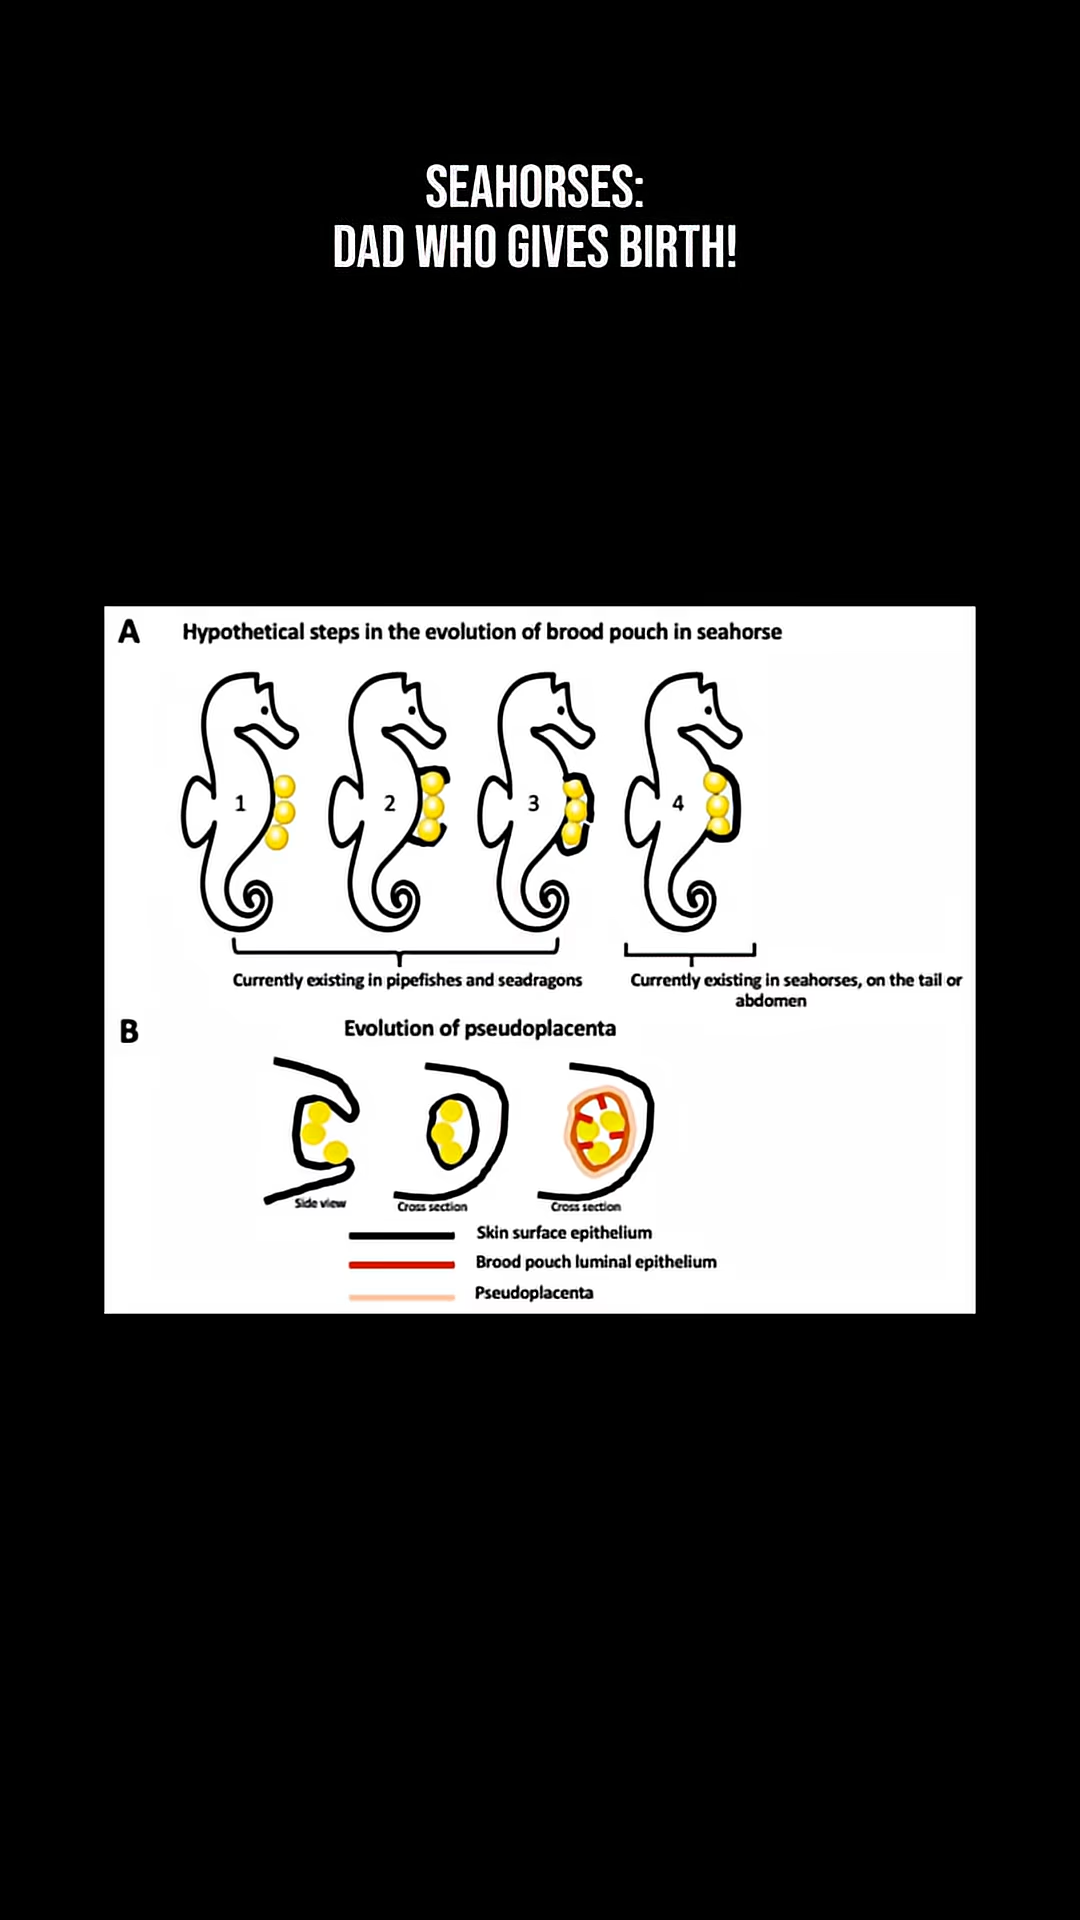 SEAHORSES:
DAD WHO GIVES BIRTH!
A Hypothetical steps in the evolution of brood pouch in seahorse
1 2 3 4
Currently existing in pipefishes and seadragons
Currently existing in seahorses, on the tail or
abdomen
B Evolution of pseudoplacenta
Side view Cross section Cross section
Skin surface epithelium
Brood pouch luminal epithelium
Pseudoplacenta